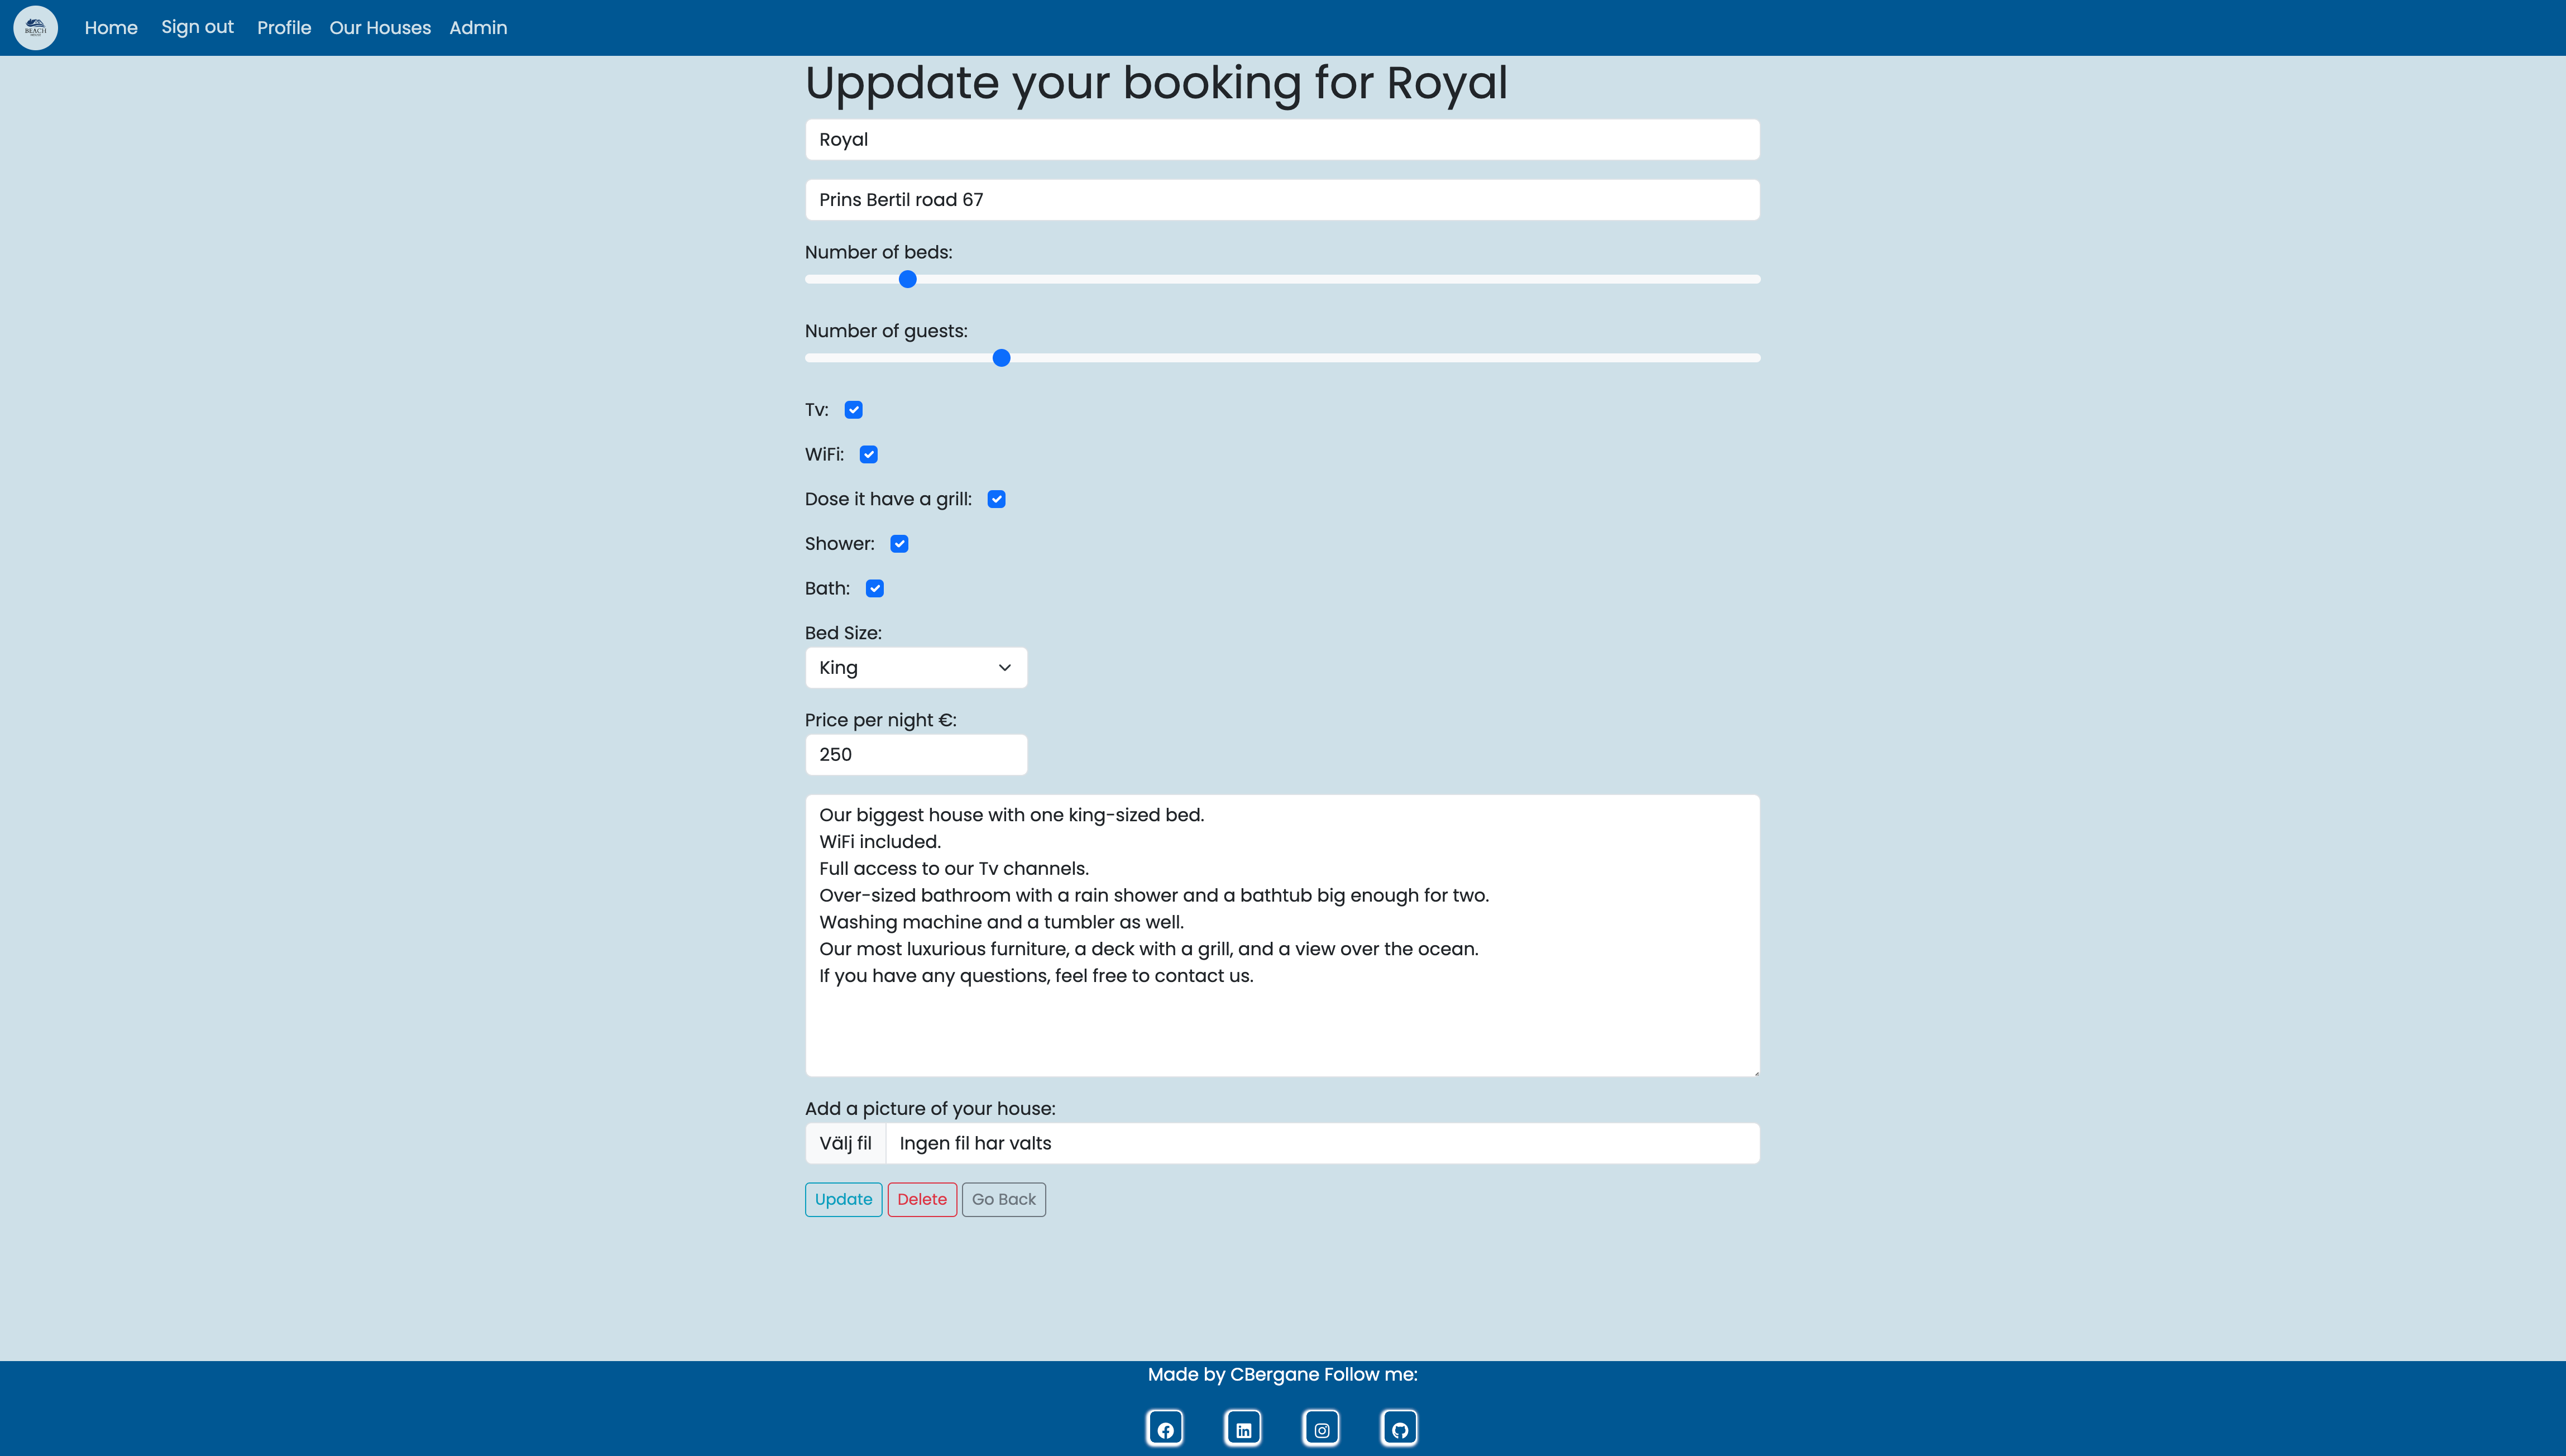 BEACH
Home Sign out Profile Our Houses Admin
Uppdate your booking for Royal
Royal
Prins Bertil road 67
Number of beds:
Number of guests:
Tv:
WiFi:
Dose it have a grill:
Shower:
Bath:
Bed Size:
King
Price per night €:
250
Our biggest house with one king-sized bed.
WiFi included.
Full access to our Tv channels.
Over-sized bathroom with a rain shower and a bathtub big enough for two.
Washing machine and a tumbler as well.
Our most luxurious furniture, a deck with a grill, and a view over the ocean.
If you have any questions, feel free to contact us.
Add a picture of your house:
Välj fil Ingen fil har valts
Update Delete Go Back
Made by CBergane Follow me: